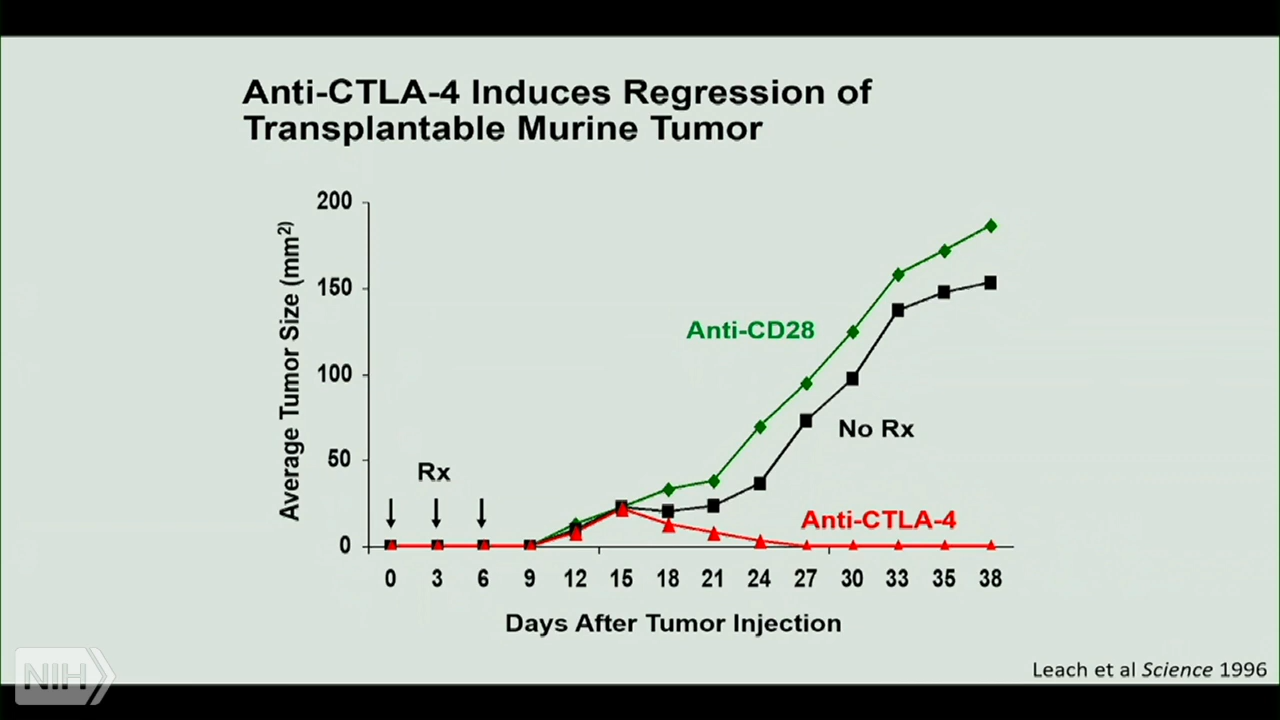 Anti-CTLA-4 Induces Regression of
Transplantable Murine Tumor
Average Tumor Size (mm²)
200
150
100
50
0
Rx
Anti-CD28
No Rx
Anti-CTLA-4
0 3 6 9 12 15 18 21 24 27 30 33 35 38
Days After Tumor Injection
NIH
Leach et al Science 1996